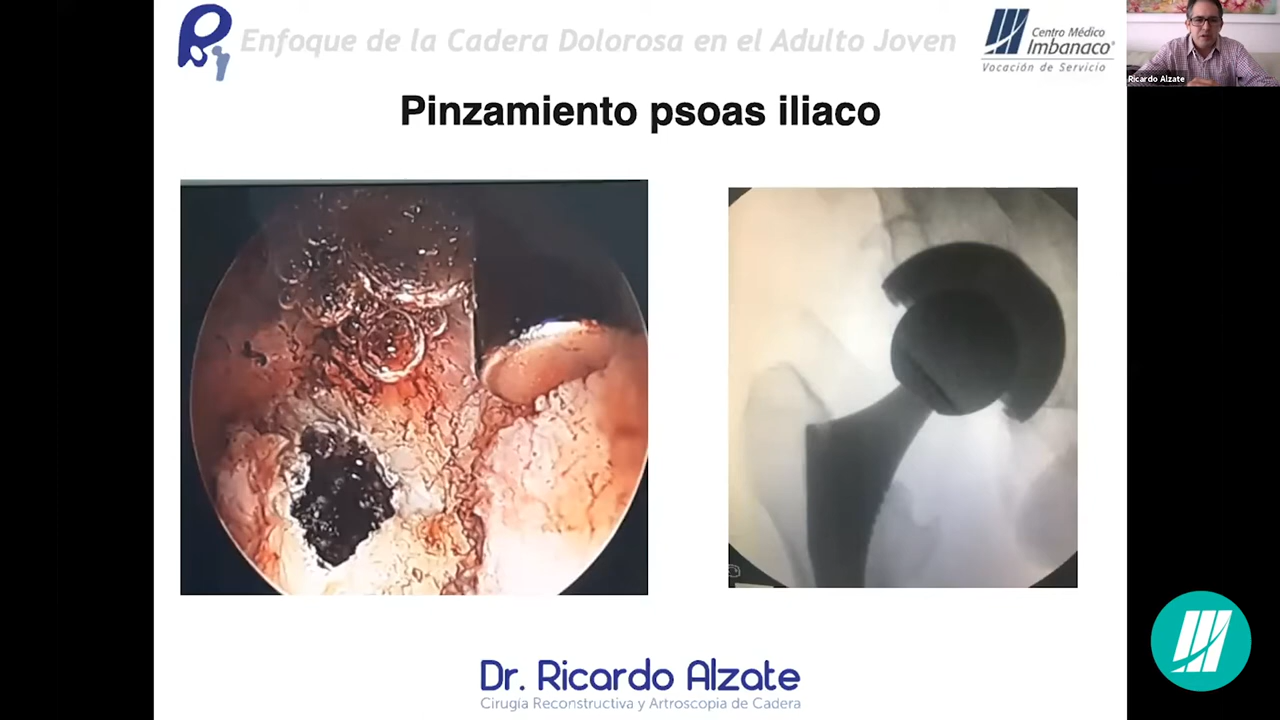 Enfoque de la Cadera Dolorosa en el Adulto Joven
Centro Médico
Imbanaco®
Vocación de Servicio
Ricardo Alzate
Pinzamiento psoas iliaco
Dr. Ricardo Alzate
Cirugía Reconstructiva y Artroscopia de Cadera